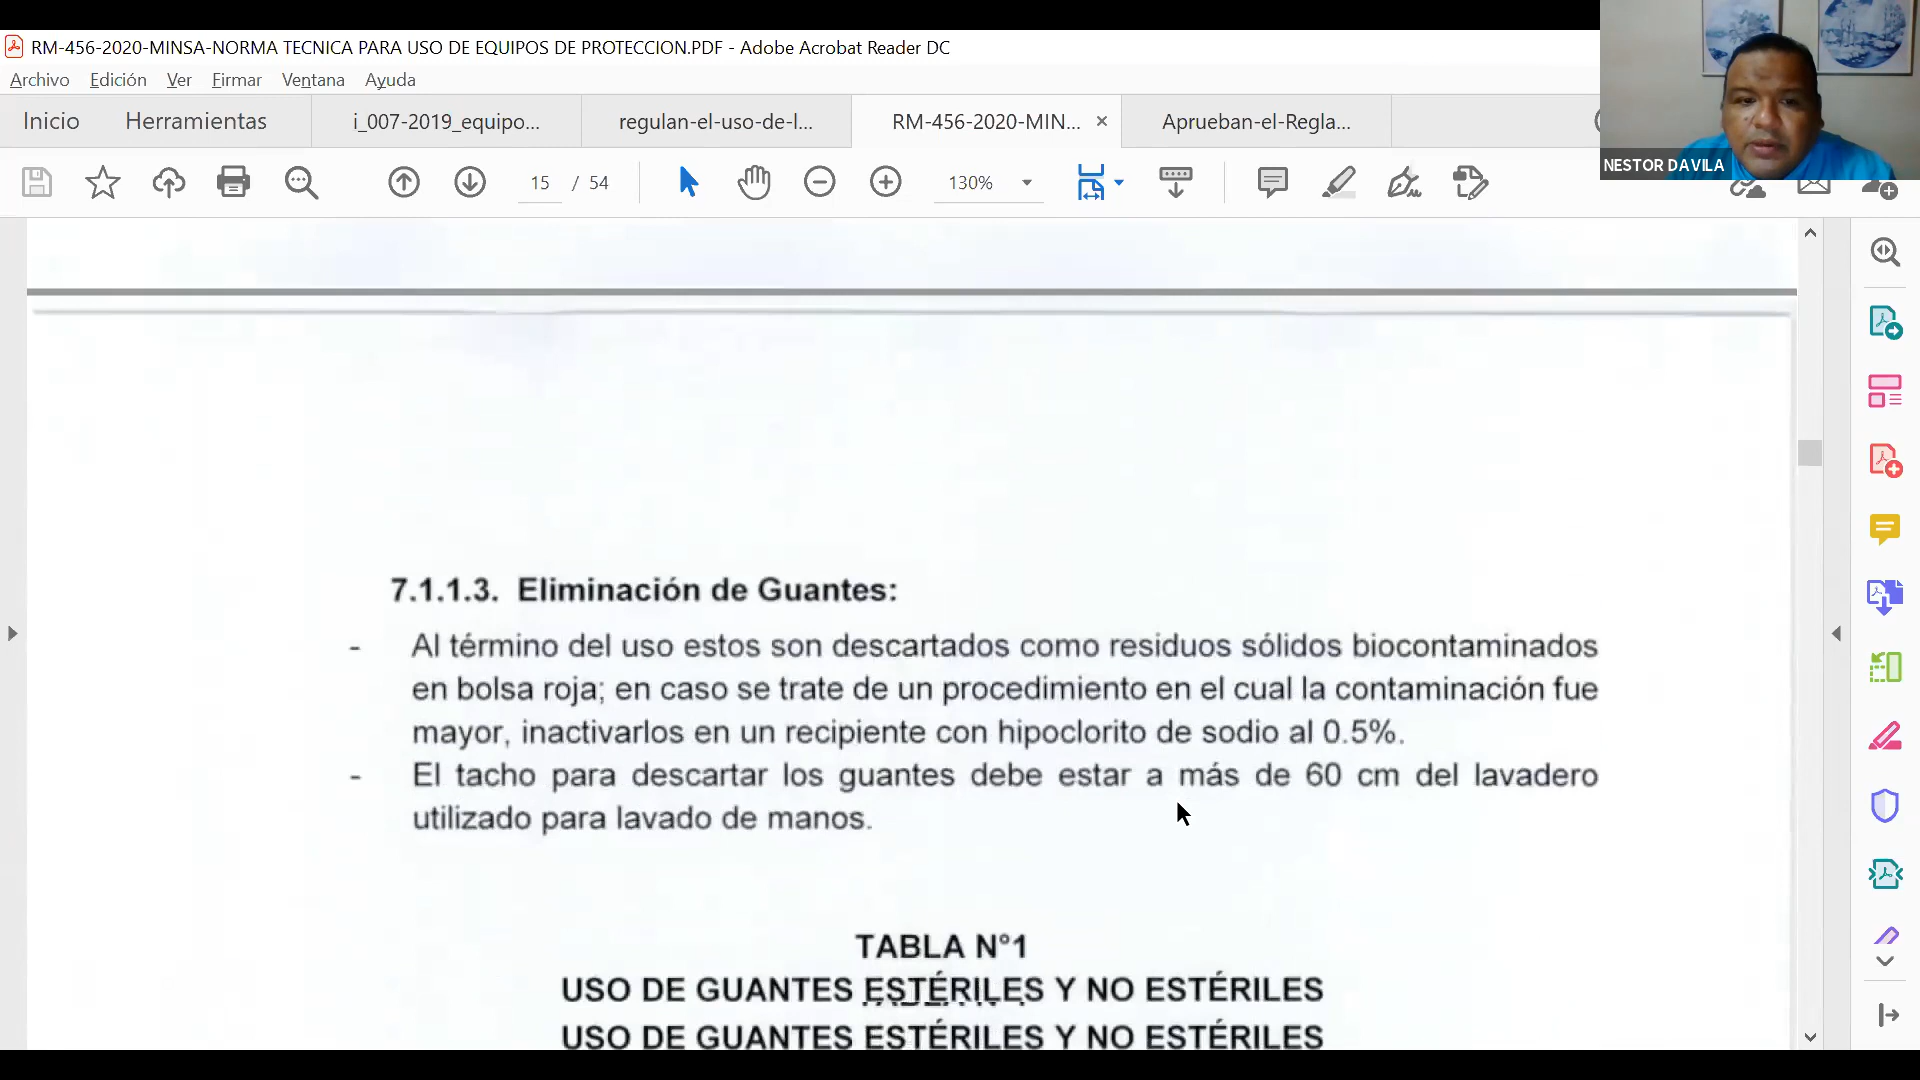 RM-456-2020-MINSA-NORMA TECNICA PARA USO DE EQUIPOS DE PROTECCION.PDF - Adobe Acrobat Reader DC
Archivo Edición Ver Firmar Ventana Ayuda
Inicio Herramientas i_007-2019_equipo... regulan-el-uso-de-l... RM-456-2020-MIN... Aprueban-el-Regla...
NESTOR DAVILA
15 / 54 130%
7.1.1.3. Eliminación de Guantes:
- Al término del uso estos son descartados como residuos sólidos biocontaminados
en bolsa roja; en caso se trate de un procedimiento en el cual la contaminación fue
mayor, inactivarlos en un recipiente con hipoclorito de sodio al 0.5%.
- El tacho para descartar los guantes debe estar a más de 60 cm del lavadero
utilizado para lavado de manos.
TABLA N°1
USO DE GUANTES ESTÉRILES Y NO ESTÉRILES
USO DE GUANTES ESTÉRILES Y NO ESTÉRILES